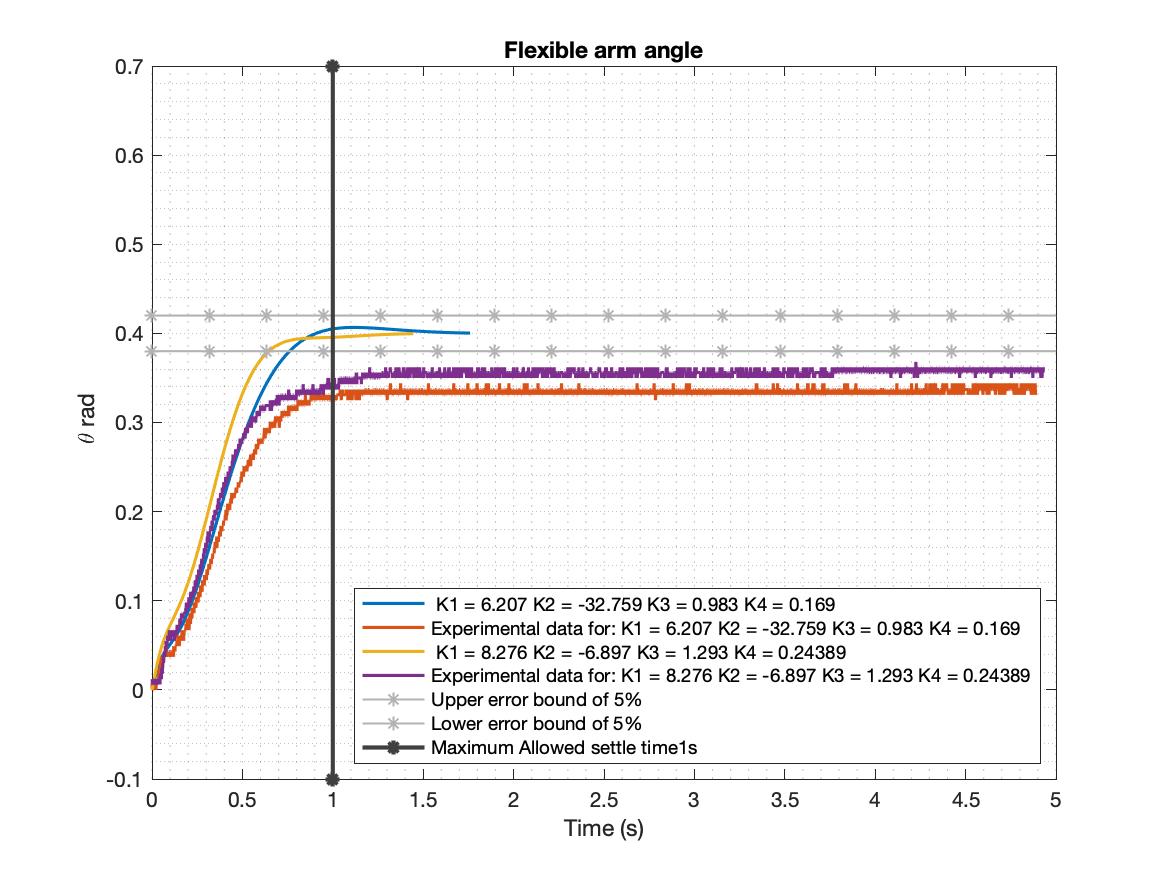 Flexible arm angle
0.7
0.6
0.5
0.4
0.3
0.2
0.1
0
-0.1
θ rad
K1 = 6.207 K2 = -32.759 K3 = 0.983 K4 = 0.169
Experimental data for: K1 = 6.207 K2 = -32.759 K3 = 0.983 K4 = 0.169
K1 = 8.276 K2 = -6.897 K3 = 1.293 K4 = 0.24389
Experimental data for: K1 = 8.276 K2 = -6.897 K3 = 1.293 K4 = 0.24389
Upper error bound of 5%
Lower error bound of 5%
Maximum Allowed settle time1s
0 0.5 1 1.5 2 2.5 3 3.5 4 4.5 5
Time (s)